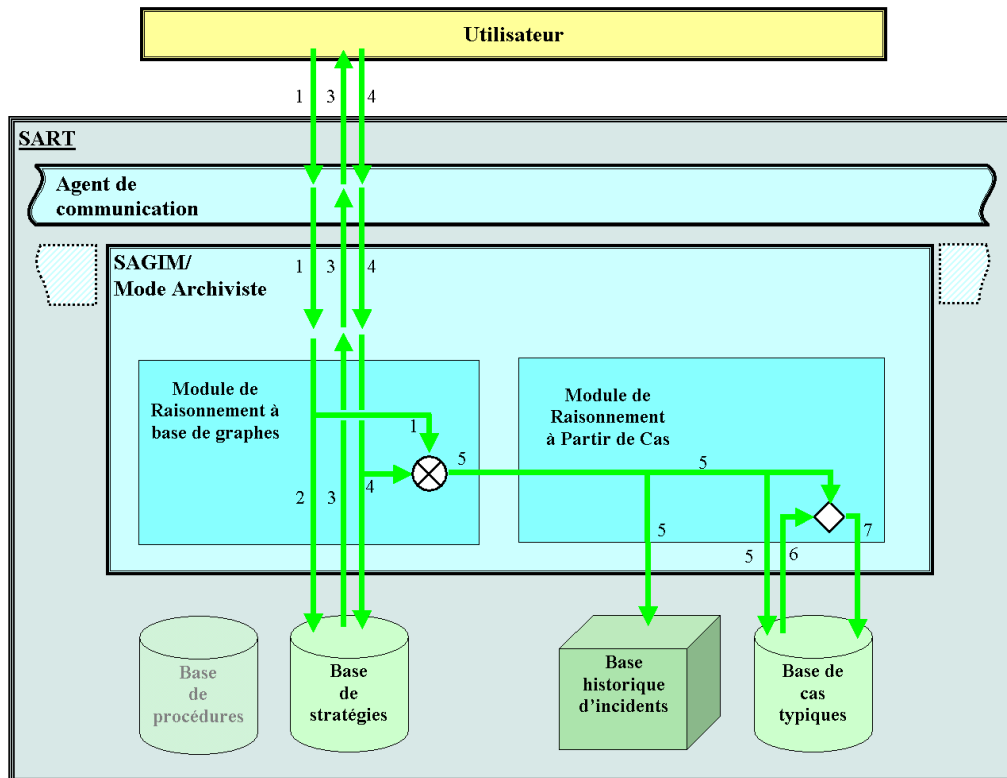 Utilisateur
1
3
4
SART
Agent de
communication
1
3
4
SAGIM/
Mode Archiviste
Module de
Raisonnement à
base de graphes
Module de
Raisonnement
à Partir de Cas
1
5
5
4
2
3
5
5
6
7
Base
de
procédures
Base
de
stratégies
Base
historique
d'incidents
Base de
cas
typiques